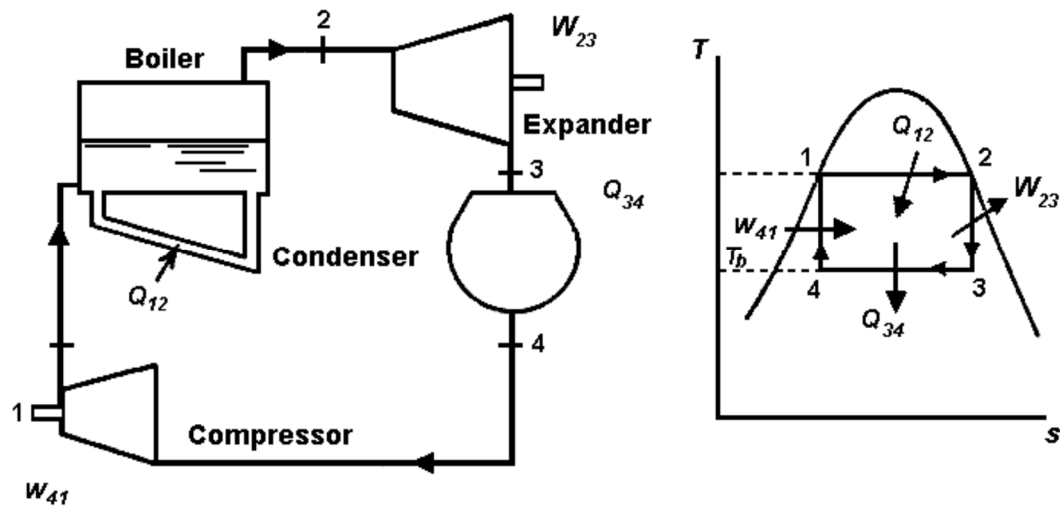 2
W23
Boiler
Expander
3
Q34
Condenser
Q12
4
1
Compressor
W41
T
Q12
1
2
W23
W41
Tb
4
3
Q34
s